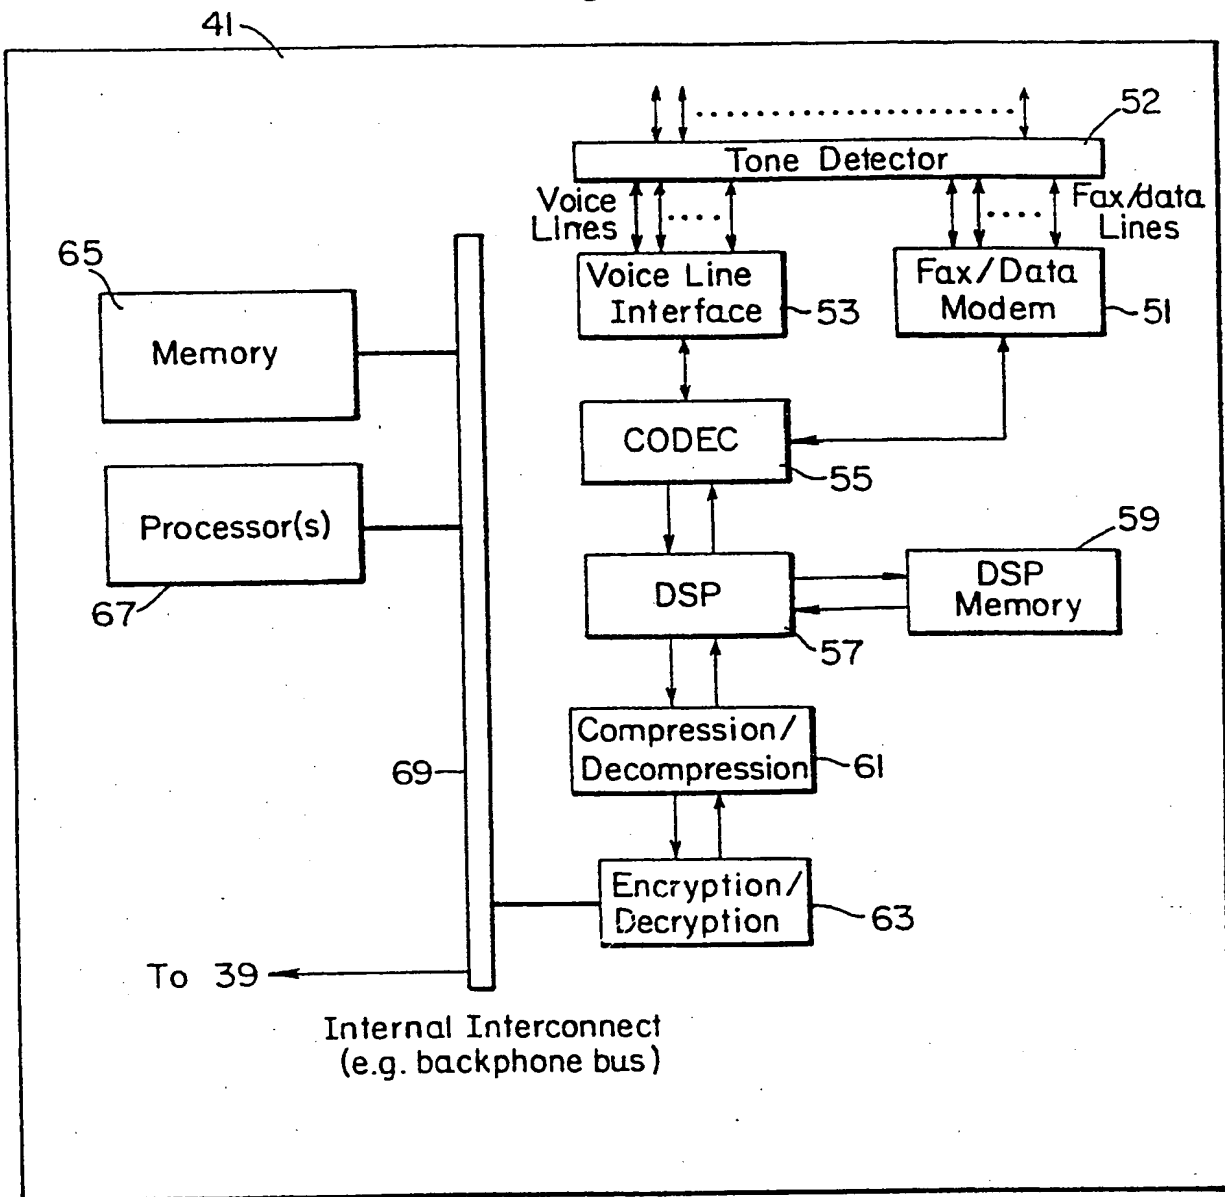 41
52
Tone Detector
Voice
Lines
Fax/data
Lines
65
Voice Line
Interface
53
Fax/Data
Modem
51
Memory
CODEC
55
Processor(s)
67
59
DSP
57
DSP
Memory
Compression/
Decompression
61
69
Encryption/
Decryption
63
To 39
Internal Interconnect
(e.g. backphone bus)